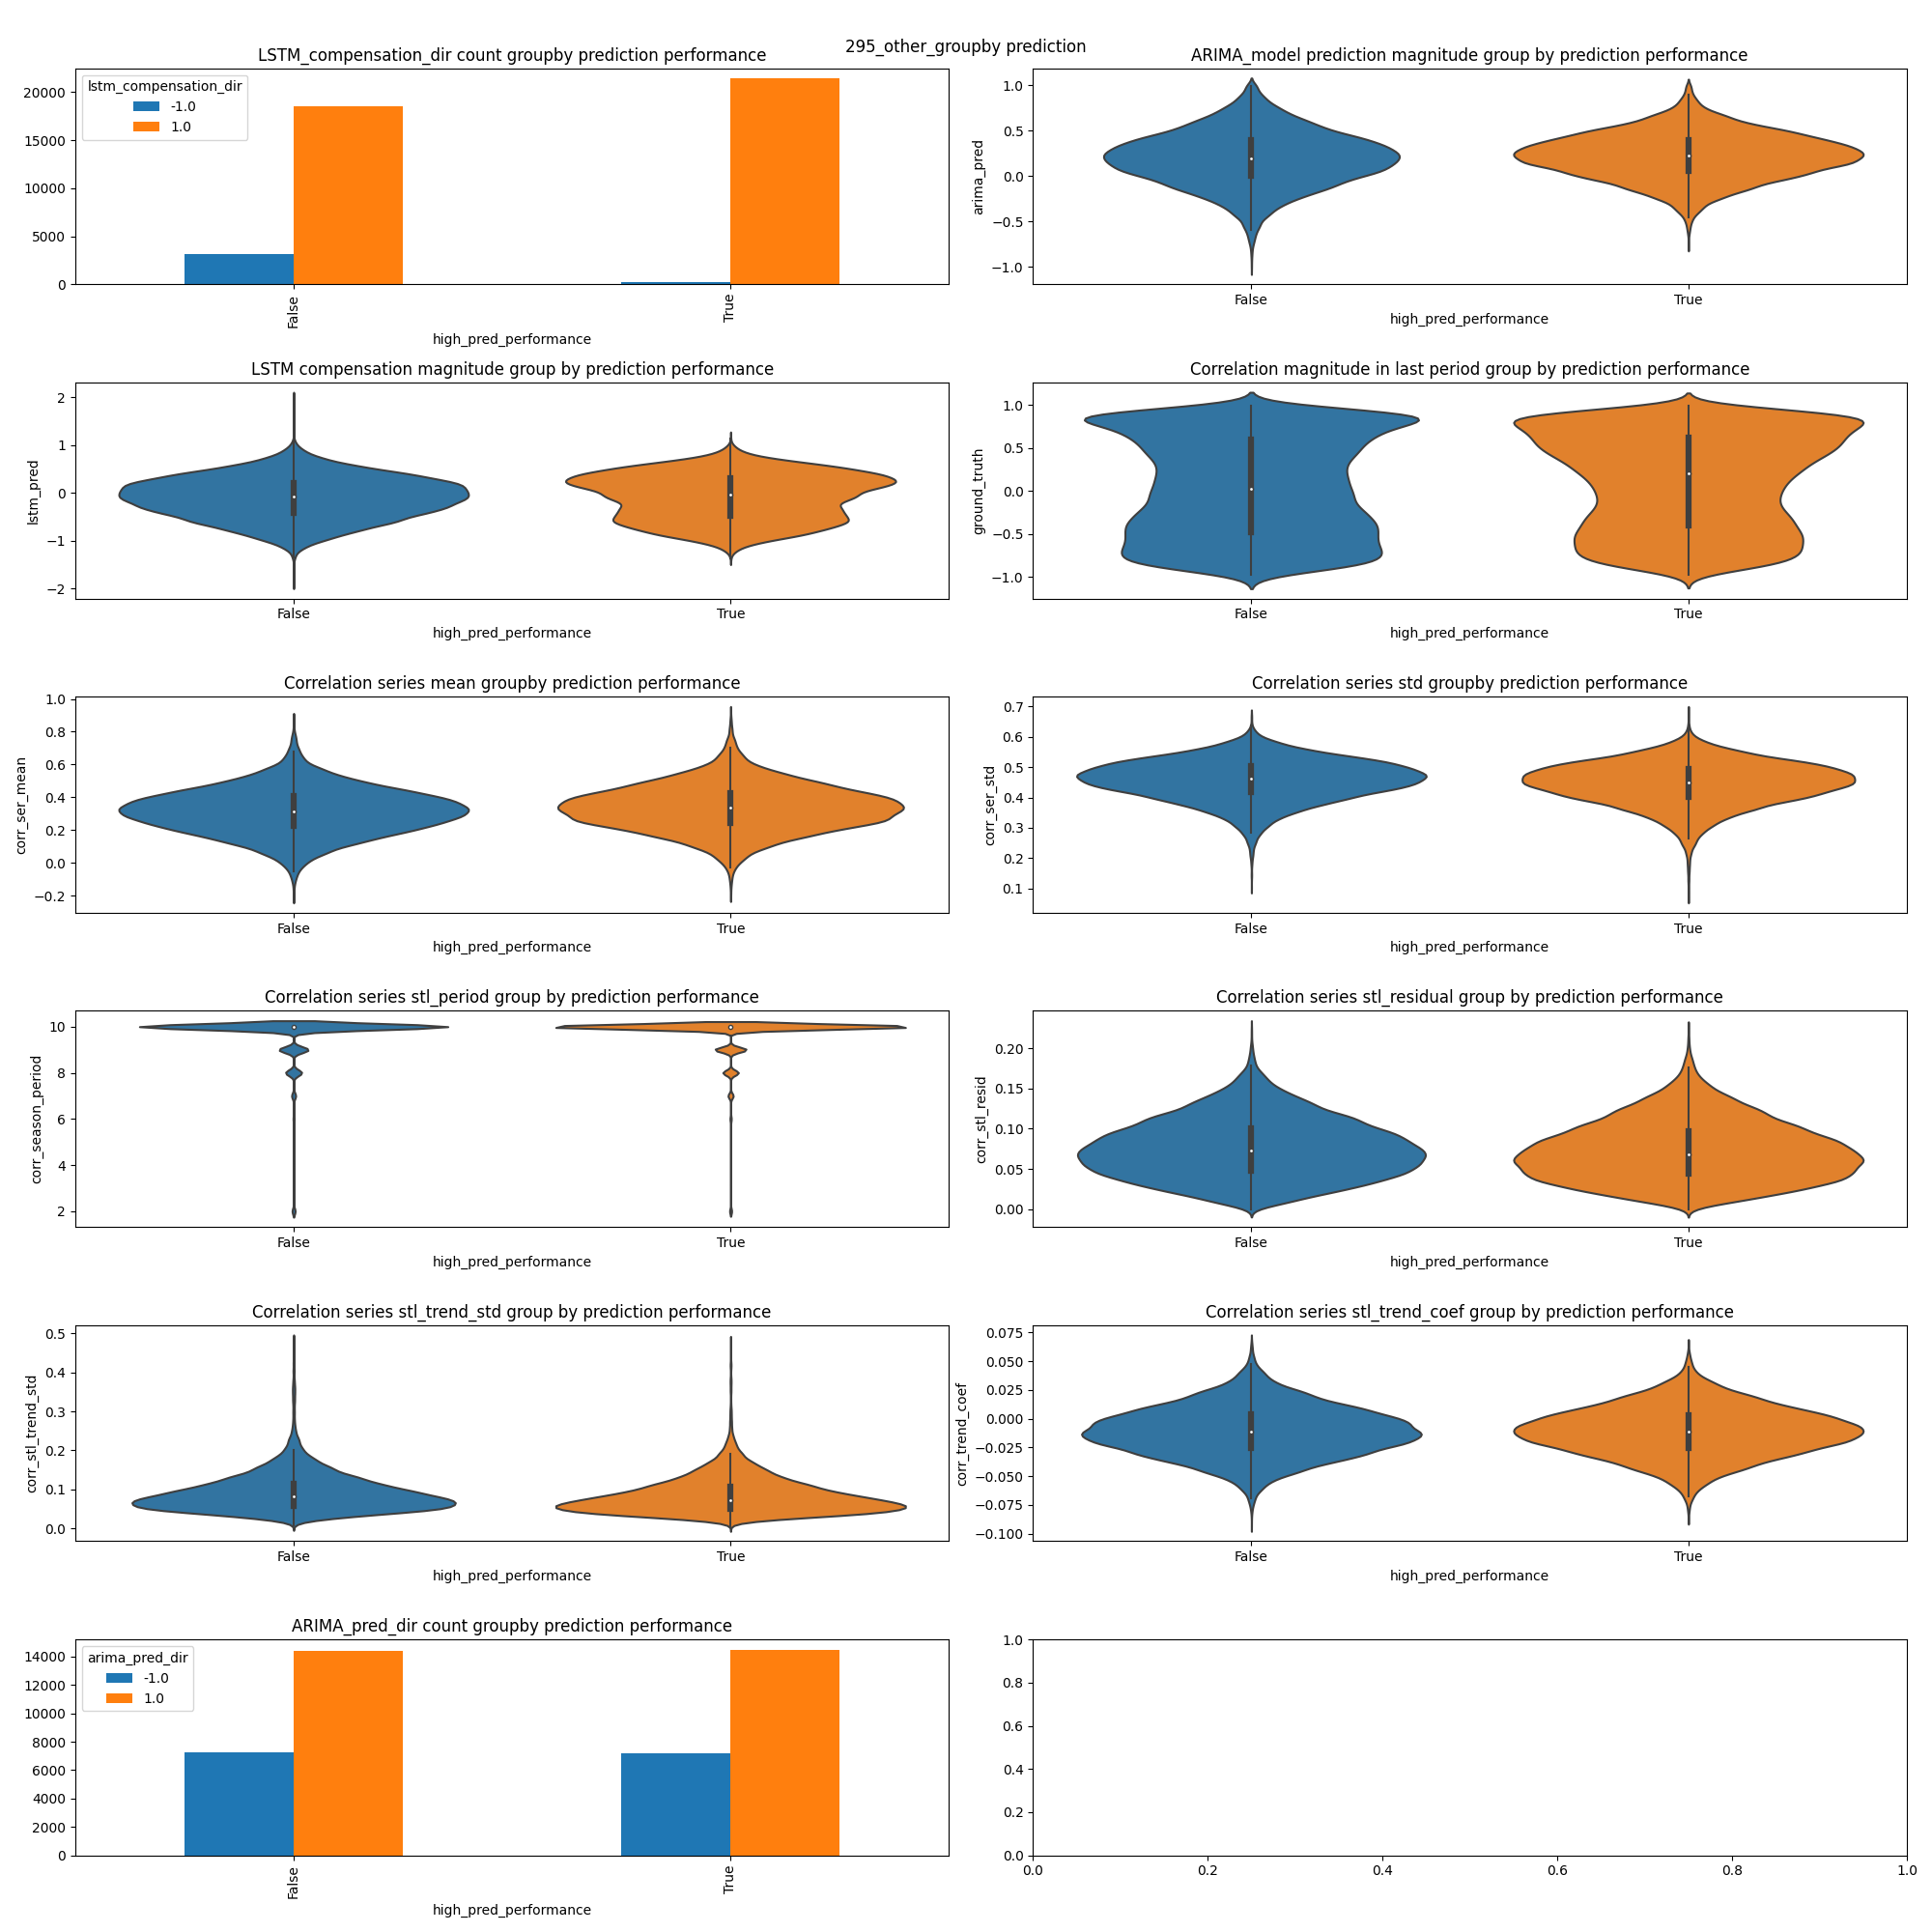 295_other_groupby prediction
LSTM_compensation_dir count groupby prediction performance
lstm_compensation_dir
-1.0
1.0
20000
15000
10000
5000
0
False
True
high_pred_performance
ARIMA_model prediction magnitude group by prediction performance
arima_pred
1.0
0.5
0.0
−0.5
−1.0
False
True
high_pred_performance
LSTM compensation magnitude group by prediction performance
lstm_pred
2
1
0
−1
−2
False
True
high_pred_performance
Correlation magnitude in last period group by prediction performance
ground_truth
1.0
0.5
0.0
−0.5
−1.0
False
True
high_pred_performance
Correlation series mean groupby prediction performance
corr_ser_mean
1.0
0.8
0.6
0.4
0.2
0.0
−0.2
False
True
high_pred_performance
Correlation series std groupby prediction performance
corr_ser_std
0.7
0.6
0.5
0.4
0.3
0.2
0.1
False
True
high_pred_performance
Correlation series stl_period group by prediction performance
corr_season_period
10
8
6
4
2
False
True
high_pred_performance
Correlation series stl_residual group by prediction performance
corr_stl_resid
0.20
0.15
0.10
0.05
0.00
False
True
high_pred_performance
Correlation series stl_trend_std group by prediction performance
corr_stl_trend_std
0.5
0.4
0.3
0.2
0.1
0.0
False
True
high_pred_performance
Correlation series stl_trend_coef group by prediction performance
corr_trend_coef
0.075
0.050
0.025
0.000
−0.025
−0.050
−0.075
−0.100
False
True
high_pred_performance
ARIMA_pred_dir count groupby prediction performance
arima_pred_dir
-1.0
1.0
14000
12000
10000
8000
6000
4000
2000
0
False
True
high_pred_performance
1.0
0.8
0.6
0.4
0.2
0.0
0.0
0.2
0.4
0.6
0.8
1.0